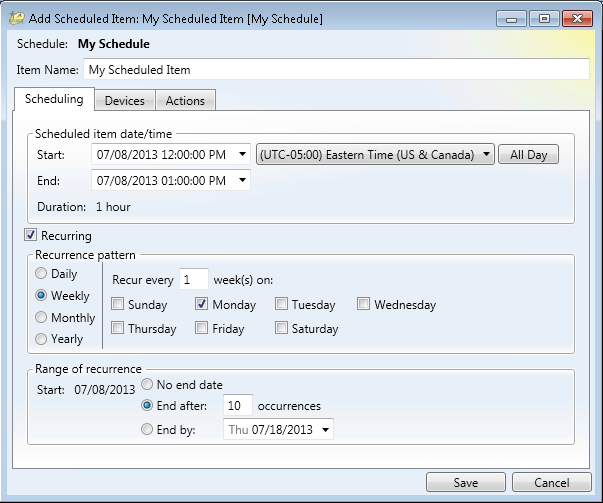 Add Scheduled Item: My Scheduled Item [My Schedule]
Schedule: My Schedule
Item Name: My Scheduled Item
Scheduling Devices Actions
Scheduled item date/time
Start: 07/08/2013 12:00:00 PM (UTC-05:00) Eastern Time (US & Canada) All Day
End: 07/08/2013 01:00:00 PM
Duration: 1 hour
Recurring
Recurrence pattern
Daily Recur every 1 week(s) on:
Weekly Sunday Monday Tuesday Wednesday
Monthly Thursday Friday Saturday
Yearly
Range of recurrence
Start: 07/08/2013 No end date
End after: 10 occurrences
End by: Thu 07/18/2013
Save Cancel